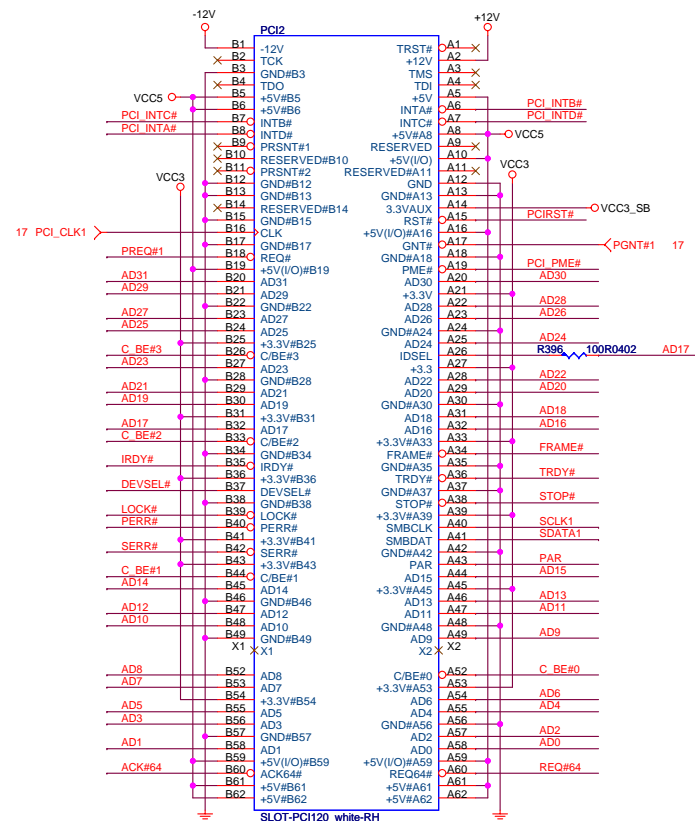 -12V
+12V
PCI2
B1 -12V TRST# A1
B2 TCK +12V A2
B3 GND#B3 TMS A3
B4 TDO TDI A4
VCC5 B5 +5V#B5 +5V A5
B6 +5V#B6 INTA# A6 PCI_INTB#
PCI_INTC# B7 INTB# INTC# A7 PCI_INTD#
PCI_INTA# B8 INTD# +5V#A8 A8 VCC5
B9 PRSNT#1 RESERVED A9
B10 RESERVED#B10 +5V(I/O) A10
B11 PRSNT#2 RESERVED#A11 A11 VCC3
VCC3 B12 GND#B12 GND A12
B13 GND#B13 GND#A13 A13
B14 RESERVED#B14 3.3VAUX A14 VCC3_SB
B15 GND#B15 RST# A15 PCIRST#
17 PCI_CLK1 B16 CLK +5V(I/O)#A16 A16
B17 GND#B17 GNT# A17 PGNT#1 17
PREQ#1 B18 REQ# GND#A18 A18
B19 +5V(I/O)#B19 PME# A19 PCI_PME#
AD31 B20 AD31 AD30 A20 AD30
AD29 B21 AD29 +3.3V A21
B22 GND#B22 AD28 A22 AD28
AD27 B23 AD27 AD26 A23 AD26
AD25 B24 AD25 GND#A24 A24
B25 +3.3V#B25 AD24 A25 AD24
C_BE#3 B26 C/BE#3 IDSEL A26 R396 100R0402 AD17
AD23 B27 AD23 +3.3 A27
B28 GND#B28 AD22 A28 AD22
AD21 B29 AD21 AD20 A29 AD20
AD19 B30 AD19 GND#A30 A30
B31 +3.3V#B31 AD18 A31 AD18
AD17 B32 AD17 AD16 A32 AD16
C_BE#2 B33 C/BE#2 +3.3V#A33 A33
B34 GND#B34 FRAME# A34 FRAME#
IRDY# B35 IRDY# GND#A35 A35
B36 +3.3V#B36 TRDY# A36 TRDY#
DEVSEL# B37 DEVSEL# GND#A37 A37
B38 GND#B38 STOP# A38 STOP#
LOCK# B39 LOCK# +3.3V#A39 A39
PERR# B40 PERR# SMBCLK A40 SCLK1
B41 +3.3V#B41 SMBDAT A41 SDATA1
SERR# B42 SERR# GND#A42 A42
B43 +3.3V#B43 PAR A43 PAR
C_BE#1 B44 C/BE#1 AD15 A44 AD15
AD14 B45 AD14 +3.3V#A45 A45
B46 GND#B46 AD13 A46 AD13
AD12 B47 AD12 AD11 A47 AD11
AD10 B48 AD10 GND#A48 A48
B49 GND#B49 AD9 A49 AD9
X1 X1 X2 X2
AD8 B52 AD8 C/BE#0 A52 C_BE#0
AD7 B53 AD7 +3.3V#A53 A53
B54 +3.3V#B54 AD6 A54 AD6
AD5 B55 AD5 AD4 A55 AD4
AD3 B56 AD3 GND#A56 A56
B57 GND#B57 AD2 A57 AD2
AD1 B58 AD1 AD0 A58 AD0
B59 +5V(I/O)#B59 +5V(I/O)#A59 A59
ACK#64 B60 ACK64# REQ64# A60 REQ#64
B61 +5V#B61 +5V#A61 A61
B62 +5V#B62 +5V#A62 A62
SLOT-PCI120_white-RH